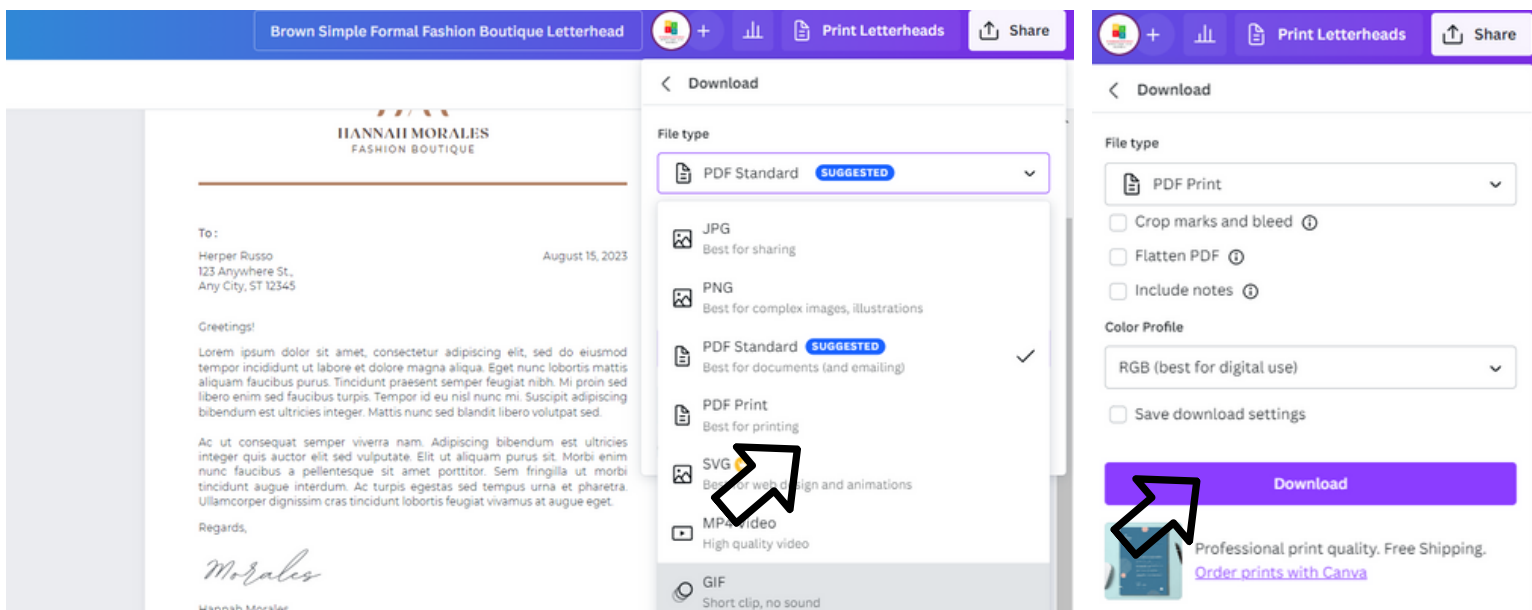 Brown Simple Formal Fashion Boutique Letterhead
+
Print Letterheads
Share
HANNAH MORALES
FASHION BOUTIQUE
To :
Herper Russo
August 15, 2023
123 Anywhere St.,
Any City, ST 12345
Greetings!
Lorem ipsum dolor sit amet, consectetur adipiscing elit, sed do eiusmod
tempor incididunt ut labore et dolore magna aliqua. Eget nunc lobortis mattis
aliquam faucibus purus. Tincidunt praesent semper feugiat nibh. Mi proin sed
libero enim sed faucibus turpis. Tempor id eu nisl nunc mi. Suscipit adipiscing
bibendum est ultricies integer. Mattis nunc sed blandit libero volutpat sed.
Ac ut consequat semper viverra nam. Adipiscing bibendum est ultricies
integer quis auctor elit sed vulputate. Elit ut aliquam purus sit. Morbi enim
nunc faucibus a pellentesque sit amet porttitor. Sem fringilla ut morbi
tincidunt augue interdum. Ac turpis egestas sed tempus urna et pharetra.
Ullamcorper dignissim cras tincidunt lobortis feugiat vivamus at augue eget.
Regards,
Morales
Hannah Morales
Download
File type
PDF Standard SUGGESTED
JPG
Best for sharing
PNG
Best for complex images, illustrations
PDF Standard SUGGESTED
Best for documents (and emailing)
PDF Print
Best for printing
SVG
Best for web design and animations
MP4 Video
High quality video
GIF
Short clip, no sound
+
Print Letterheads
Share
Download
File type
PDF Print
Crop marks and bleed
Flatten PDF
Include notes
Color Profile
RGB (best for digital use)
Save download settings
Download
Professional print quality. Free Shipping.
Order prints with Canva